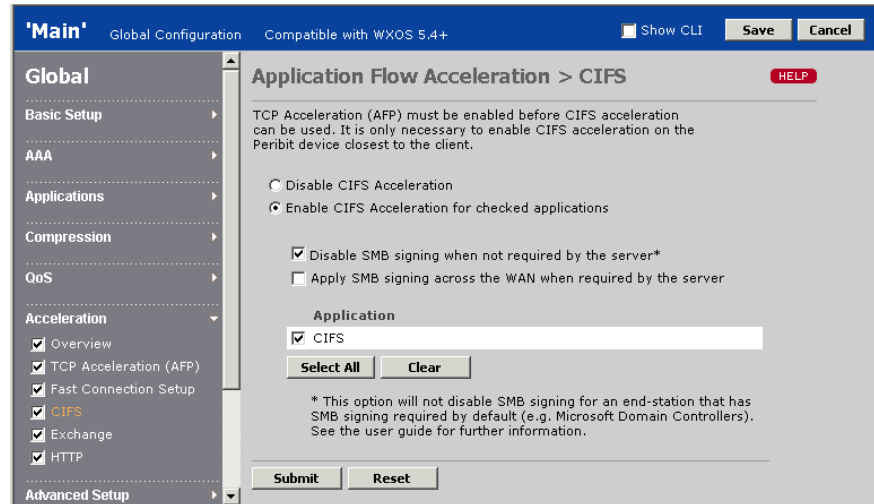 'Main' Global Configuration Compatible with WXOS 5.4+ Show CLI Save Cancel
Global
Basic Setup
AAA
Applications
Compression
QoS
Acceleration
Overview
TCP Acceleration (AFP)
Fast Connection Setup
CIFS
Exchange
HTTP
Advanced Setup
Application Flow Acceleration > CIFS HELP
TCP Acceleration (AFP) must be enabled before CIFS acceleration
can be used. It is only necessary to enable CIFS acceleration on the
Peribit device closest to the client.
Disable CIFS Acceleration
Enable CIFS Acceleration for checked applications
Disable SMB signing when not required by the server*
Apply SMB signing across the WAN when required by the server
Application
CIFS
Select All Clear
* This option will not disable SMB signing for an end-station that has
SMB signing required by default (e.g. Microsoft Domain Controllers).
See the user guide for further information.
Submit Reset